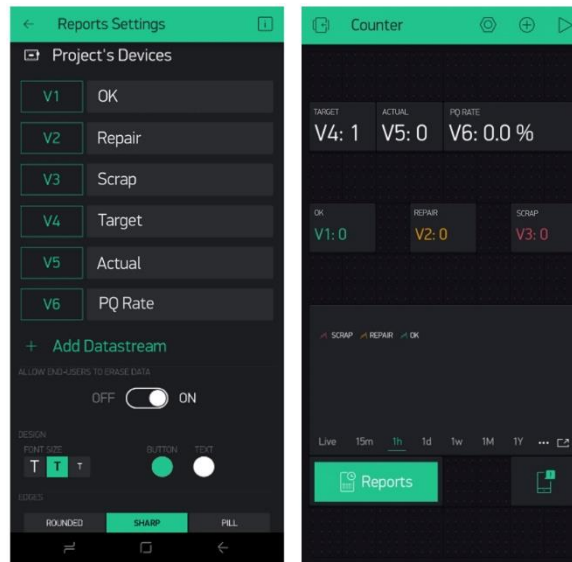 Reports Settings
Project's Devices
V1 OK
V2 Repair
V3 Scrap
V4 Target
V5 Actual
V6 PQ Rate
+ Add Datastream
ALLOW END-USERS TO ERASE DATA
OFF ON
DESIGN
FONT SIZE BUTTON TEXT
T T T
EDGES
ROUNDED SHARP PILL
Counter
TARGET ACTUAL PQ RATE
V4: 1 V5: 0 V6: 0.0 %
OK REPAIR SCRAP
V1: 0 V2: 0 V3: 0
SCRAP REPAIR OK
Live 15m 1h 1d 1w 1M 1Y
Reports